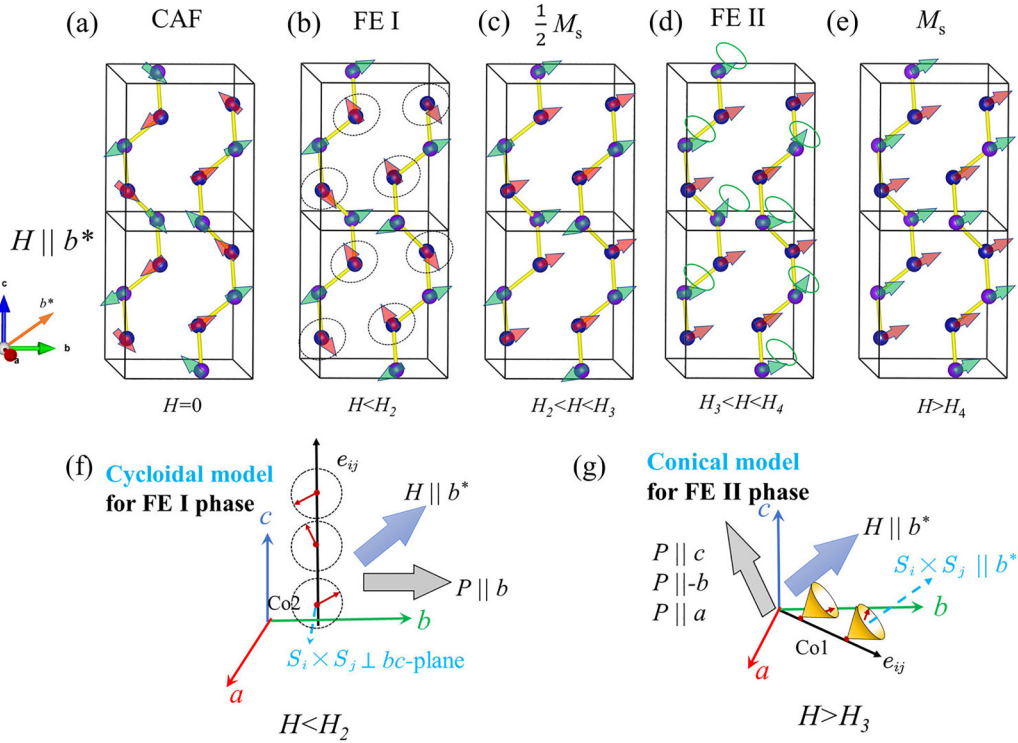 (a) CAF (b) FE I (c) 1/2 Ms (d) FE II (e) Ms
H || b*
c
b*
b
a
H=0 H<H2 H2<H<H3 H3<H<H4 H>H4
(f) Cycloidal model
for FE I phase
eij
H || b*
c
P || b
Co2
b
Si × Sj ⊥ bc-plane
a
H<H2
(g) Conical model
for FE II phase
c
H || b*
P || c
P ||-b
P || a
Si × Sj || b*
b
Co1
eij
a
H>H3